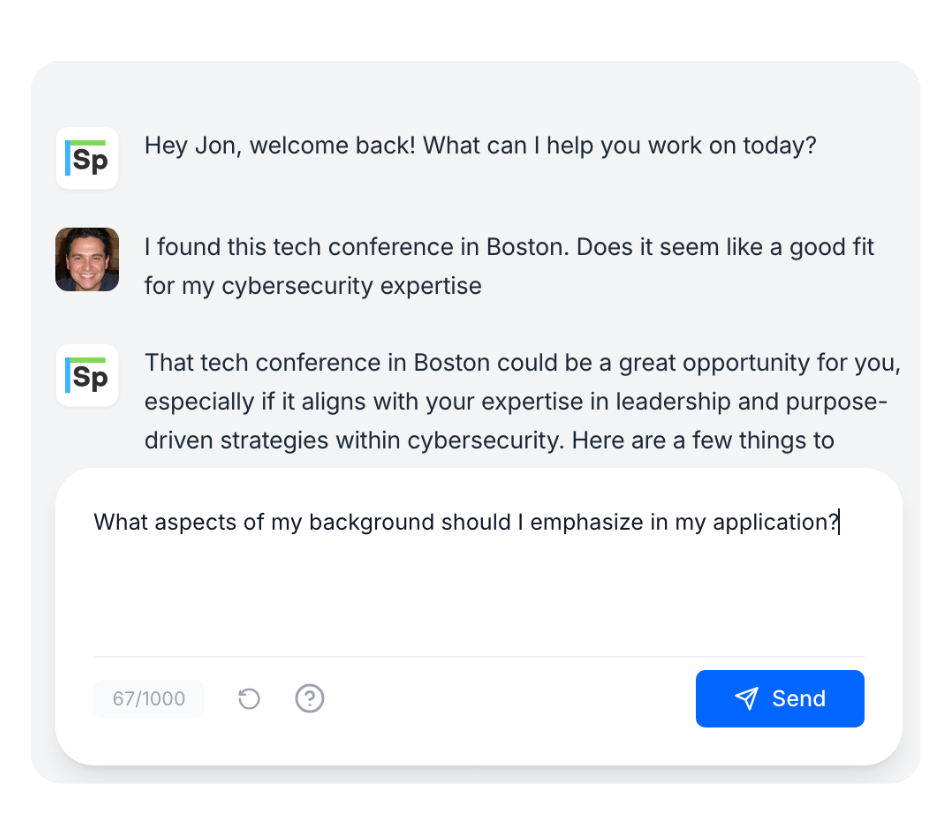 Sp
Hey Jon, welcome back! What can I help you work on today?
I found this tech conference in Boston. Does it seem like a good fit
for my cybersecurity expertise
Sp
That tech conference in Boston could be a great opportunity for you,
especially if it aligns with your expertise in leadership and purpose-
driven strategies within cybersecurity. Here are a few things to
What aspects of my background should I emphasize in my application?
67/1000
?
Send